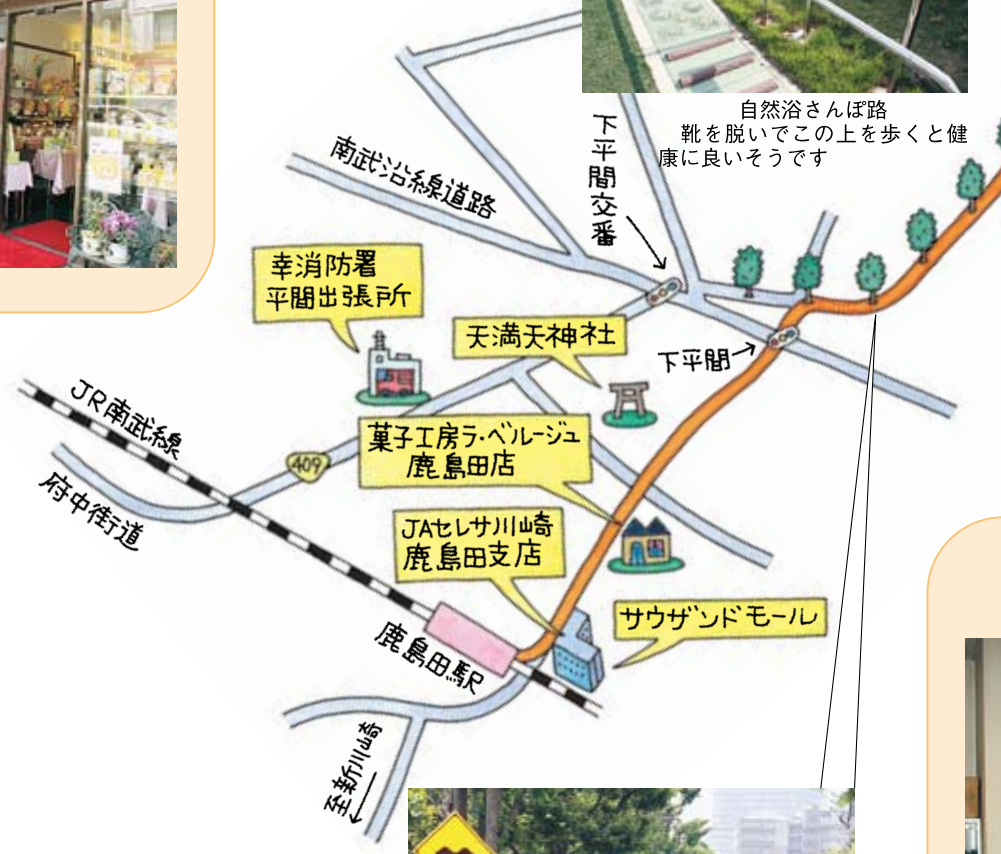 自然浴さんぽ路
靴を脱いでこの上を歩くと健
康に良いそうです
下平間交番
南武沿線道路
幸消防署
平間出張所
天満天神社
下平間
JR南武線
菓子工房ラ・ベルージュ
鹿島田店
409
府中街道
JAセレサ川崎
鹿島田支店
サウザンドモール
鹿島田駅
至新川崎